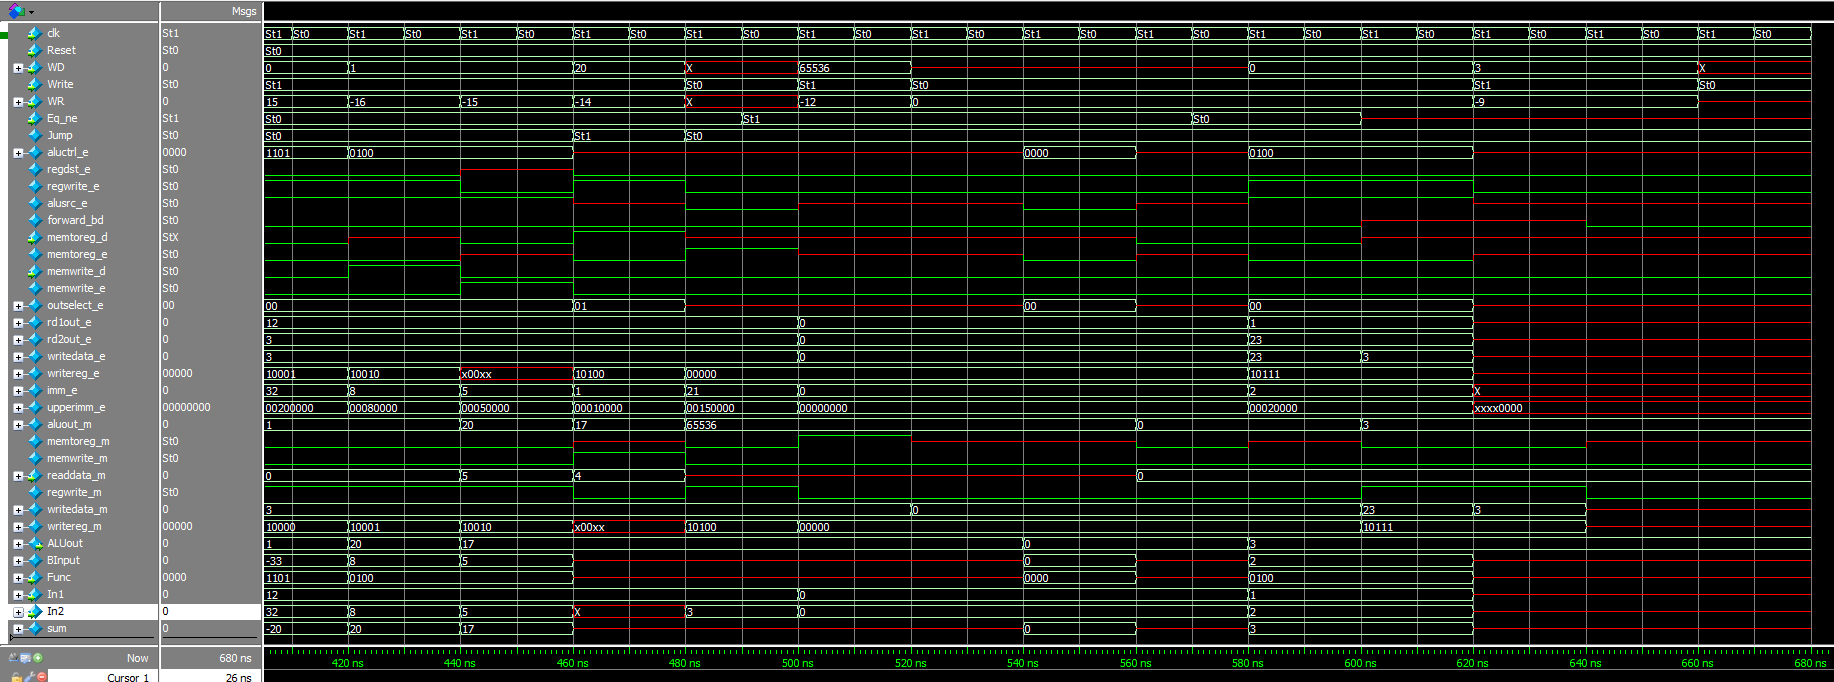 Msgs
clk St1 St1 St0 St1 St0 St1 St0 St1 St0 St1 St0 St1 St0 St1 St0 St1 St0 St1 St0 St1 St0 St1 St0 St1 St0 St1 St0 St1 St0
Reset St0 St0
WD 0 0 1 20 X 65536 0 3 X
Write St0 St1 St0 St1 St0 St1 St0
WR 0 15 -16 -15 -14 X -12 0 -9
Eq_ne St1 St0 St1 St0
Jump St0 St0 St1 St0
aluctrl_e 0000 1101 0100 0000 0100
regdst_e St0
regwrite_e St0
alusrc_e St0
forward_bd St0
memtoreg_d StX
memtoreg_e St0
memwrite_d St0
memwrite_e St0
outselect_e 00 00 01 00 00
rd1out_e 0 12 0 1
rd2out_e 0 3 0 23
writedata_e 0 3 0 23 3
writereg_e 00000 10001 10010 x00xx 10100 00000 10111
imm_e 0 32 8 5 1 21 0 2 X
upperimm_e 00000000 00200000 00080000 00050000 00010000 00150000 00000000 00020000 xxxx0000
aluout_m 0 1 20 17 65536 0 3
memtoreg_m St0
memwrite_m St0
readdata_m 0 0 5 4 0
regwrite_m St0
writedata_m 0 3 0 23 3
writereg_m 00000 10000 10001 10010 x00xx 10100 00000 10111
ALUout 0 1 20 17 0 3
BInput 0 -33 8 5 0 2
Func 0000 1101 0100 0000 0100
In1 0 12 0 1
In2 0 32 8 5 X 3 0 2
sum 0 -20 20 17 0 3
Now 680 ns 420 ns 440 ns 460 ns 480 ns 500 ns 520 ns 540 ns 560 ns 580 ns 600 ns 620 ns 640 ns 660 ns 680 ns
Cursor 1 26 ns